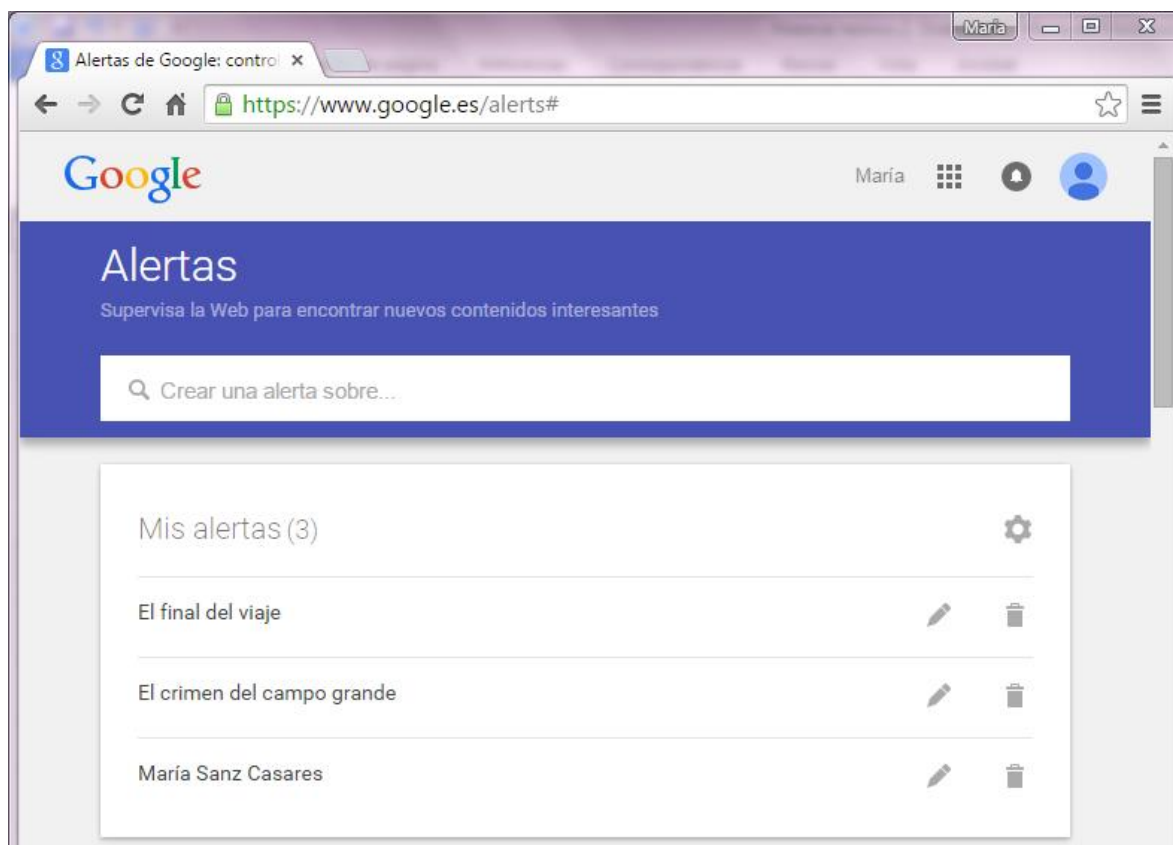 María
Alertas de Google: contro
https://www.google.es/alerts#
Google
María
Alertas
Supervisa la Web para encontrar nuevos contenidos interesantes
Crear una alerta sobre...
Mis alertas (3)
El final del viaje
El crimen del campo grande
María Sanz Casares